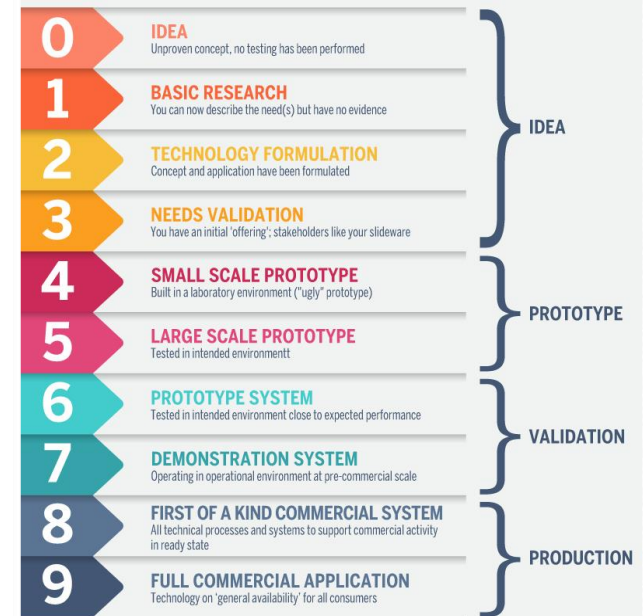 0
IDEA
Unproven concept, no testing has been performed
1
BASIC RESEARCH
You can now describe the need(s) but have no evidence
2
TECHNOLOGY FORMULATION
Concept and application have been formulated
3
NEEDS VALIDATION
You have an initial 'offering'; stakeholders like your slideware
IDEA
4
SMALL SCALE PROTOTYPE
Built in a laboratory environment ("ugly" prototype)
5
LARGE SCALE PROTOTYPE
Tested in intended environmentt
PROTOTYPE
6
PROTOTYPE SYSTEM
Tested in intended environment close to expected performance
7
DEMONSTRATION SYSTEM
Operating in operational environment at pre-commercial scale
VALIDATION
8
FIRST OF A KIND COMMERCIAL SYSTEM
All technical processes and systems to support commercial activity
in ready state
9
FULL COMMERCIAL APPLICATION
Technology on 'general availability' for all consumers
PRODUCTION